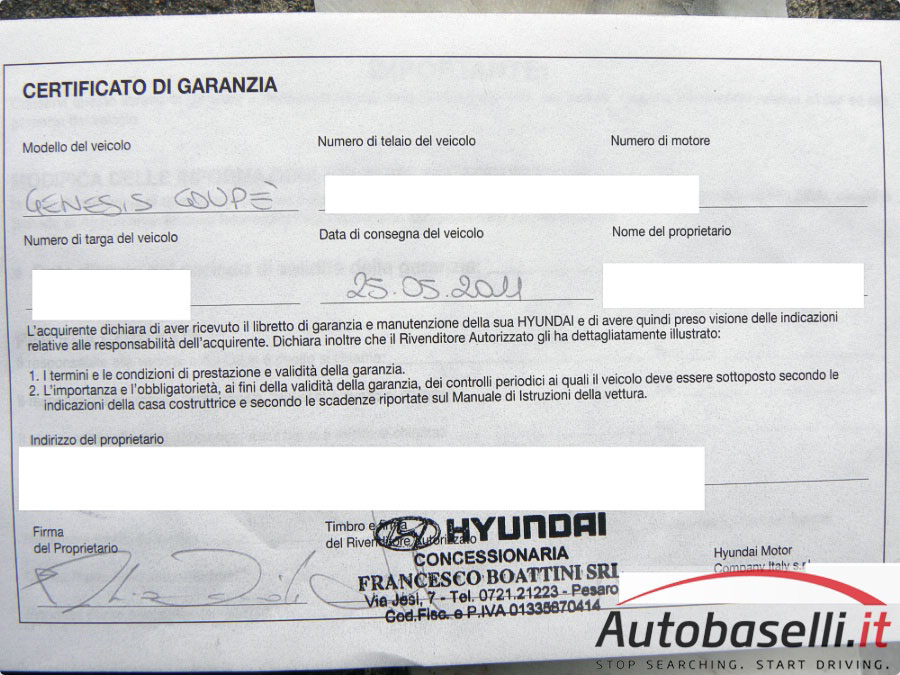 CERTIFICATO DI GARANZIA
Modello del veicolo
Numero di telaio del veicolo
Numero di motore
GENESIS COUPÈ
Numero di targa del veicolo
Data di consegna del veicolo
Nome del proprietario
25.05.2011
L'acquirente dichiara di aver ricevuto il libretto di garanzia e manutenzione della sua HYUNDAI e di avere quindi preso visione delle indicazioni
relative alle responsabilità dell'acquirente. Dichiara inoltre che il Rivenditore Autorizzato gli ha dettagliatamente illustrato:
1. I termini e le condizioni di prestazione e validità della garanzia.
2. L'importanza e l'obbligatorietà, ai fini della validità della garanzia, dei controlli periodici ai quali il veicolo deve essere sottoposto secondo le
indicazioni della casa costruttrice e secondo le scadenze riportate sul Manuale di Istruzioni della vettura.
Indirizzo del proprietario
Firma
del Proprietario
Timbro e firma
del Rivenditore Autorizzato
HYUNDAI
CONCESSIONARIA
FRANCESCO BOATTINI SRL
Via Jesi, 7 - Tel. 0721.21223 - Pesaro
Cod.Fisc. e P.IVA 01335670414
Hyundai Motor
Company Italy s.r.l
Autobaselli.it
STOP SEARCHING. START DRIVING.